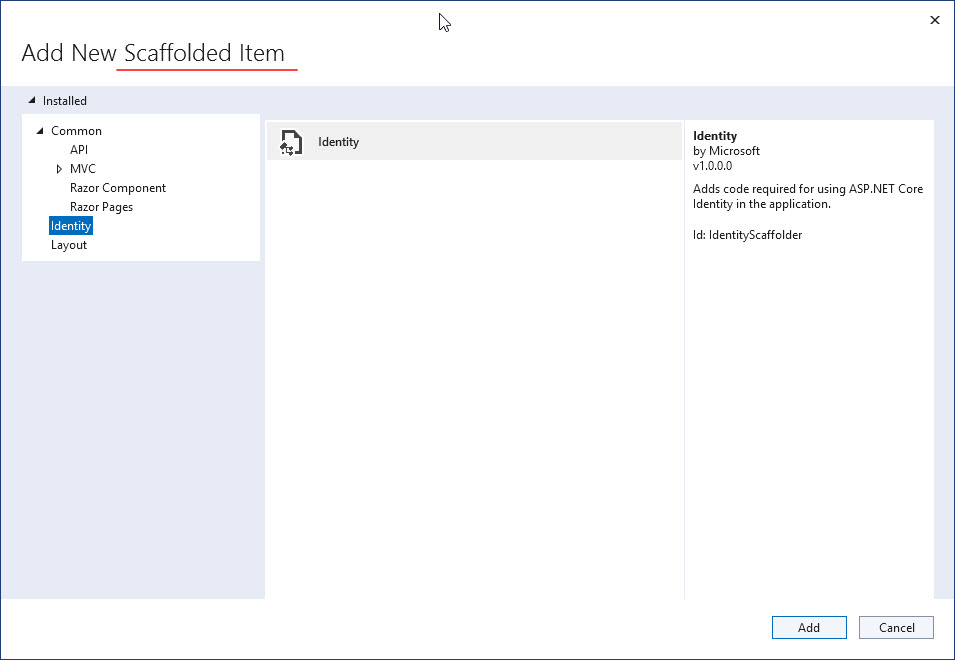 Add New Scaffolded Item
Installed
Common
API
MVC
Razor Component
Razor Pages
Identity
Layout
Identity
Identity
by Microsoft
v1.0.0.0
Adds code required for using ASP.NET Core
Identity in the application.
Id: IdentityScaffolder
Add
Cancel